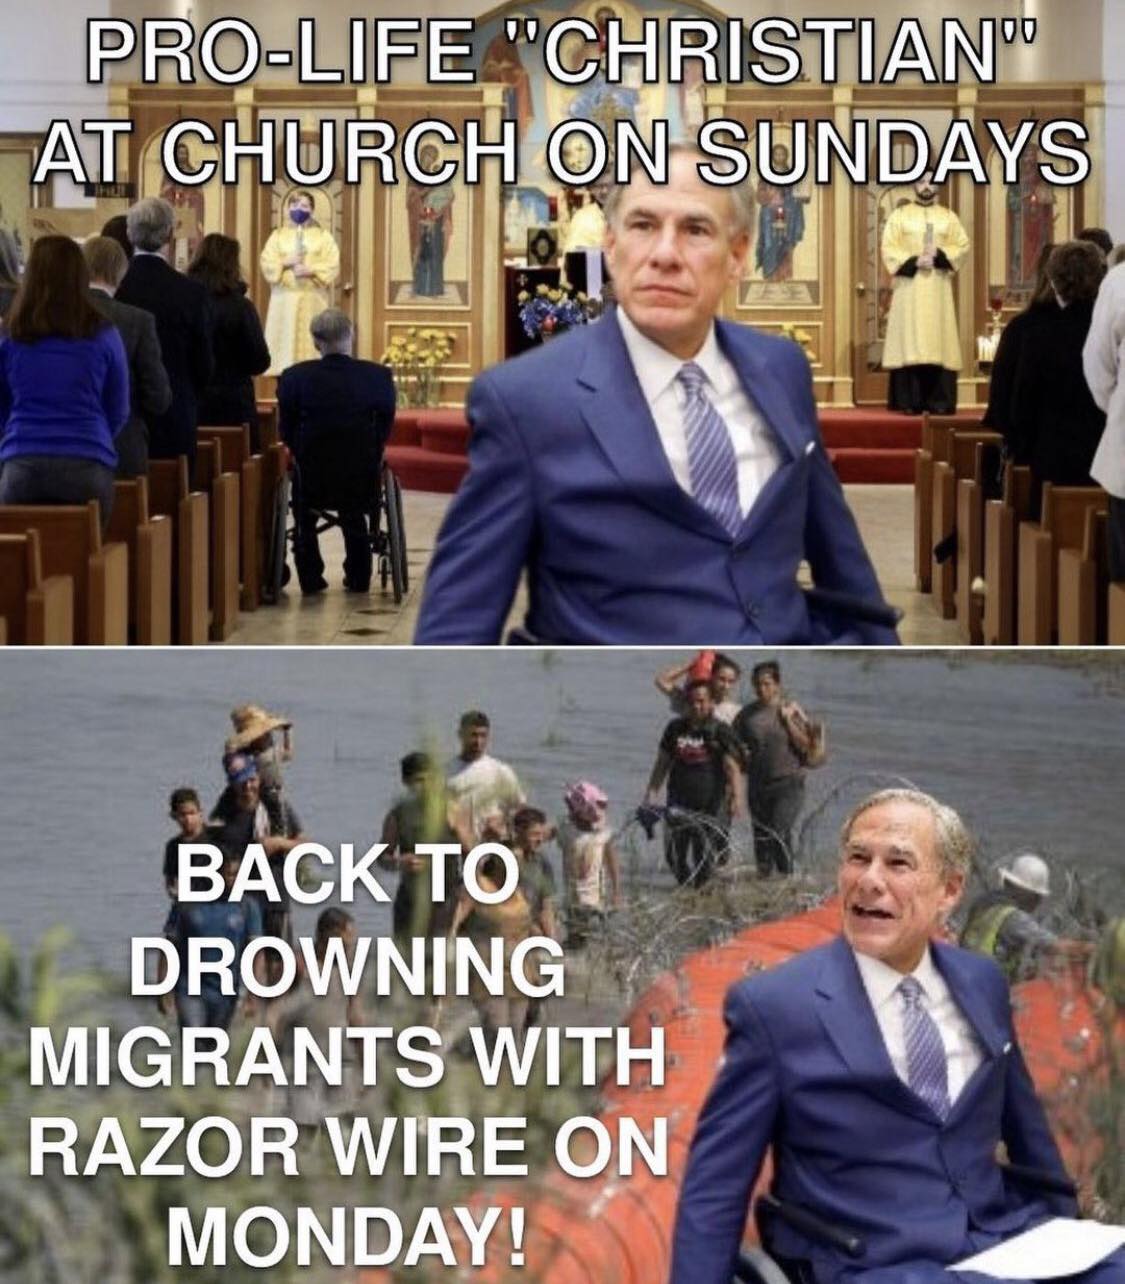 PRO-LIFE "CHRISTIAN"
AT CHURCH ON SUNDAYS
BACK TO
DROWNING
MIGRANTS WITH
RAZOR WIRE ON
MONDAY!